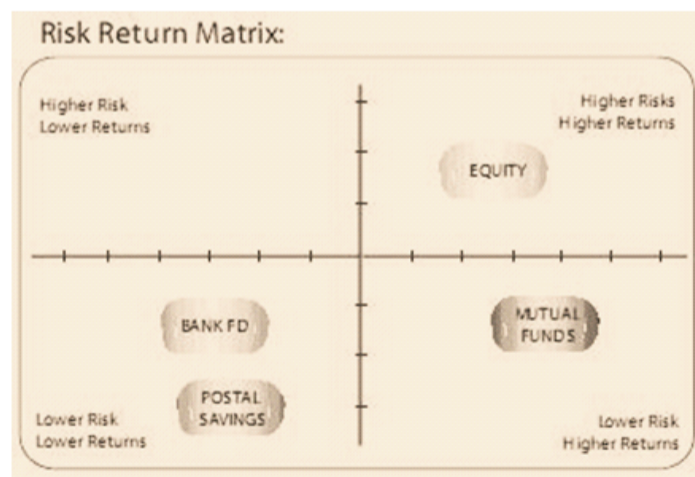 Risk Return Matrix:
Higher Risk
Lower Returns
Higher Risks
Higher Returns
EQUITY
BANK FD
MUTUAL
FUNDS
POSTAL
SAVINGS
Lower Risk
Lower Returns
Lower Risk
Higher Returns